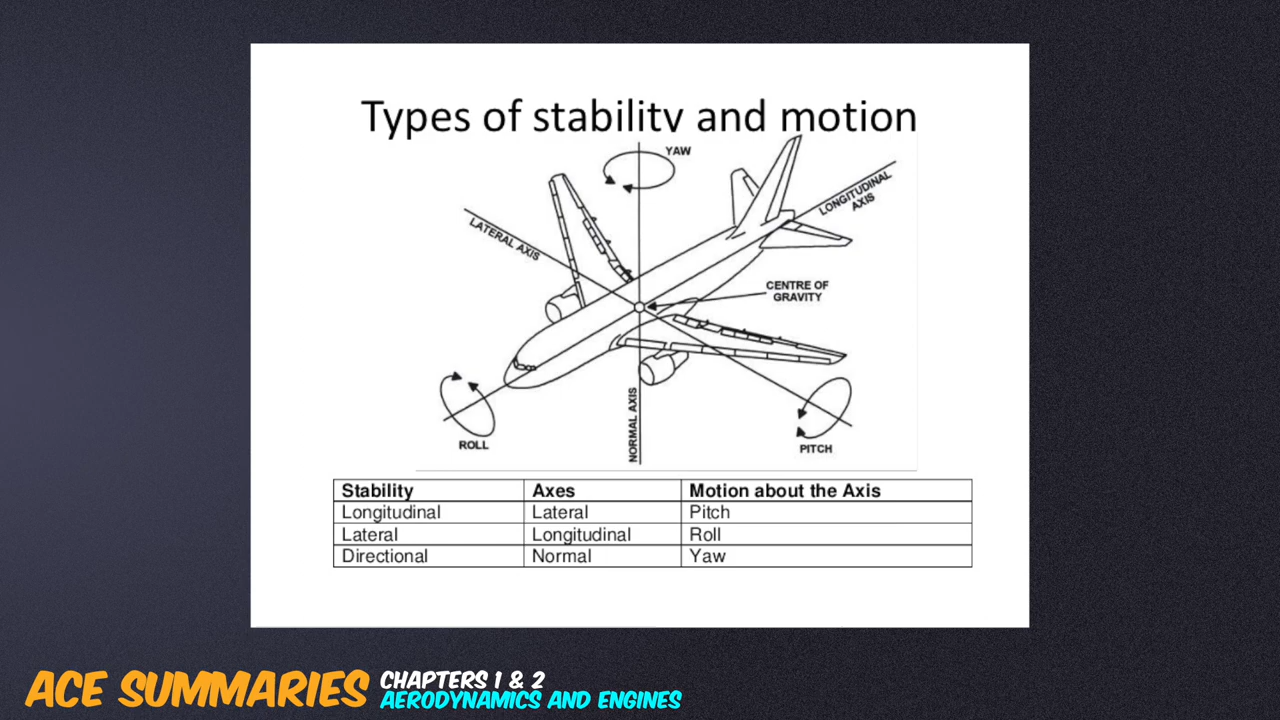 Types of stability and motion
YAW
LONGITUDINAL
AXIS
LATERAL AXIS
CENTRE OF
GRAVITY
NORMAL AXIS
ROLL
PITCH
Stability Axes Motion about the Axis
Longitudinal Lateral Pitch
Lateral Longitudinal Roll
Directional Normal Yaw
ACE SUMMARIES
CHAPTERS 1 & 2
AERODYNAMICS AND ENGINES